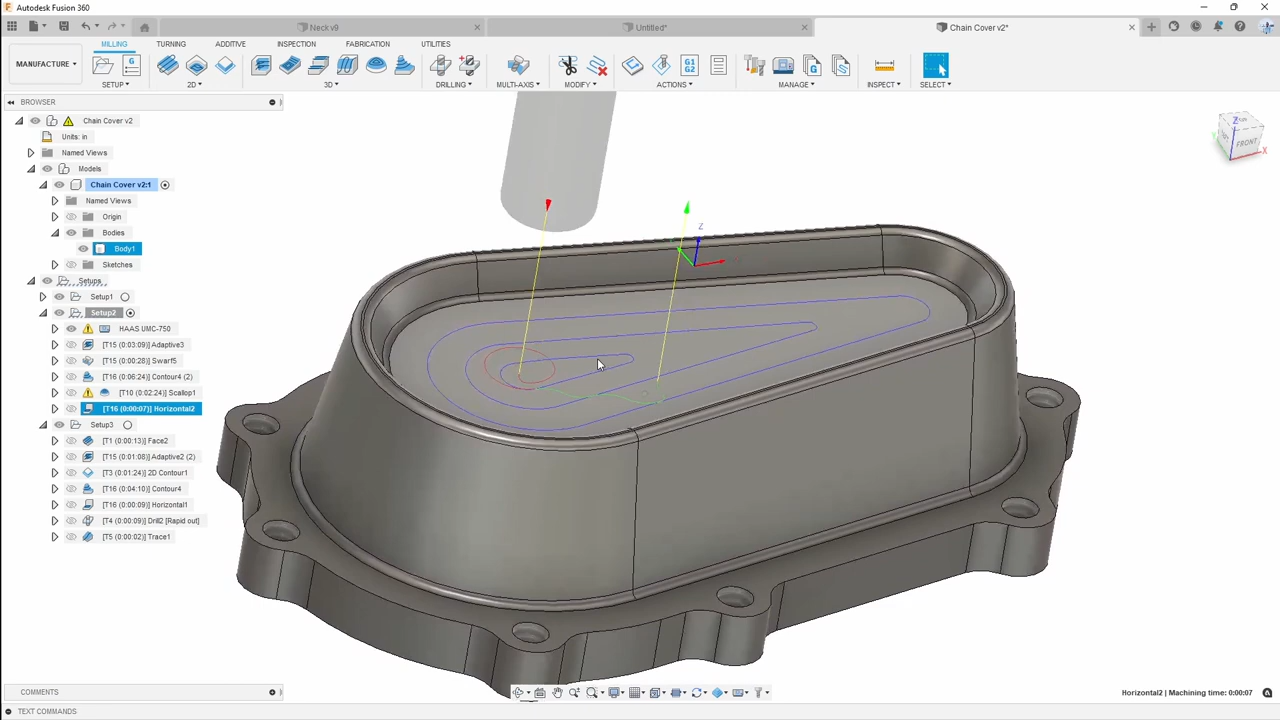 Autodesk Fusion 360
Neck v9
Untitled*
Chain Cover v2*
MILLING TURNING ADDITIVE INSPECTION FABRICATION UTILITIES
MANUFACTURE
G1
G2
SETUP 2D 3D DRILLING MULTI-AXIS MODIFY ACTIONS MANAGE INSPECT SELECT
BROWSER
Chain Cover v2
Units: in
Named Views
Models
Chain Cover v2:1
Named Views
Origin
Bodies
Body1
Sketches
Setups
Setup1
Setup2
HAAS UMC-750
[T15 (0:03:09)] Adaptive3
[T15 (0:00:28)] Swarf5
[T16 (0:06:24)] Contour4 (2)
[T10 (0:02:24)] Scallop1
[T16 (0:00:07)] Horizontal2
Setup3
[T1 (0:00:13)] Face2
[T15 (0:01:08)] Adaptive2 (2)
[T3 (0:01:24)] 2D Contour1
[T16 (0:04:10)] Contour4
[T16 (0:00:09)] Horizontal1
[T4 (0:00:09)] Drill2 [Rapid out]
[T5 (0:00:02)] Trace1
Z
FRONT
X
Z
COMMENTS
Horizontal2 | Machining time: 0:00:07
TEXT COMMANDS